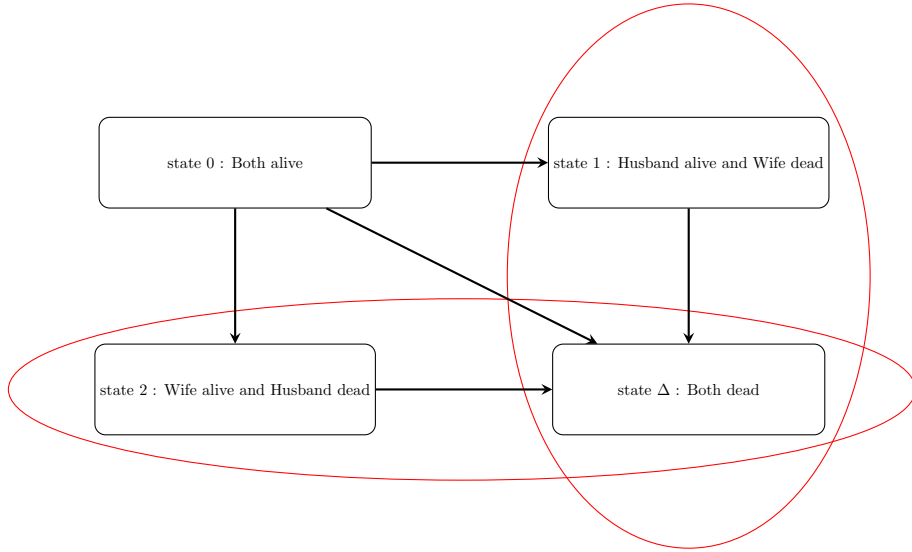 state 0 : Both alive
state 1 : Husband alive and Wife dead
state 2 : Wife alive and Husband dead
state Δ : Both dead